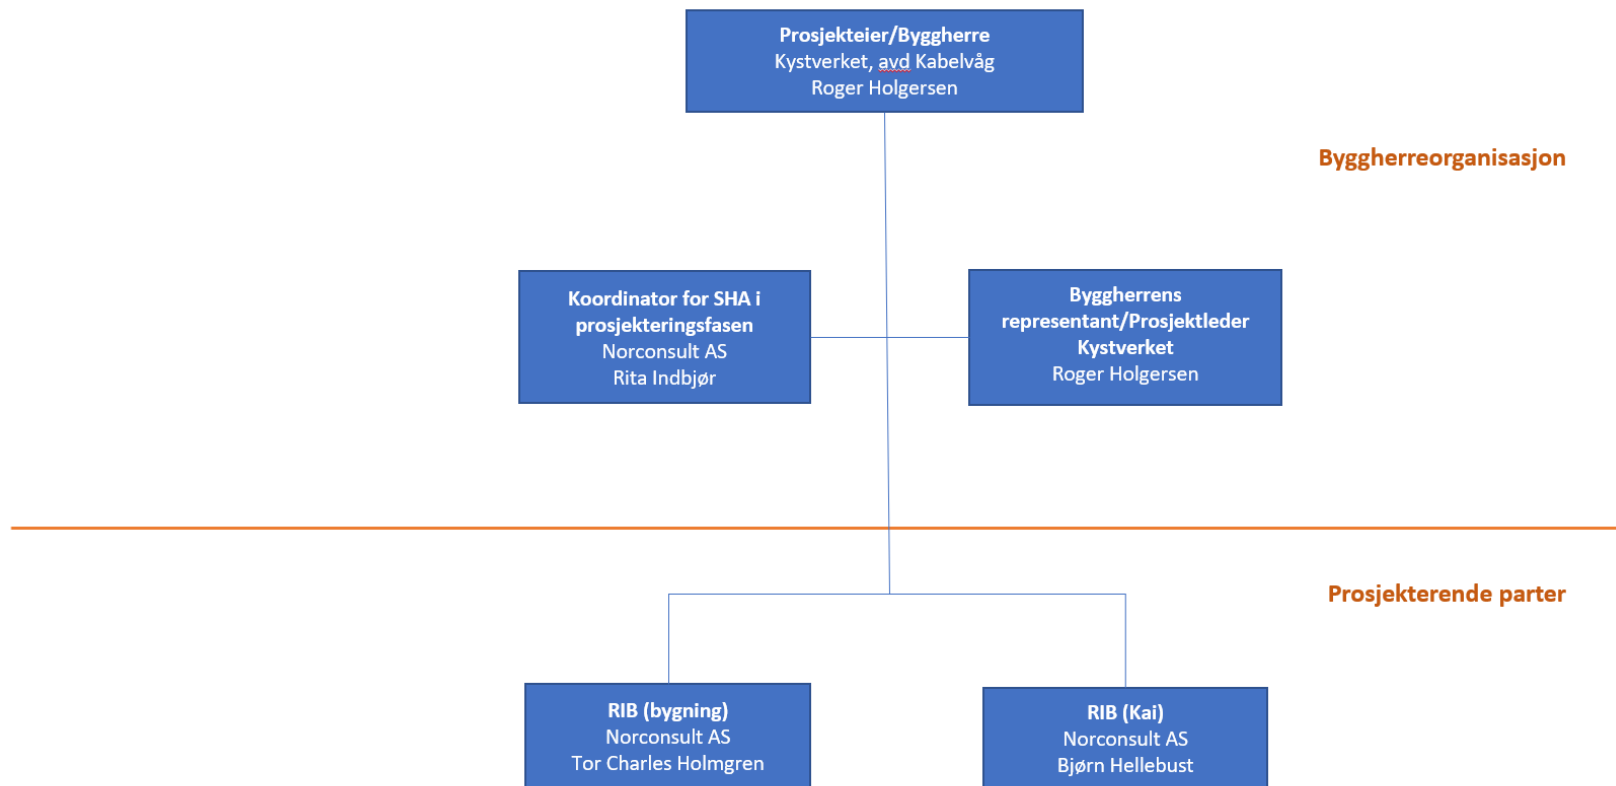 Prosjekteier/Byggherre
Kystverket, avd Kabelvåg
Roger Holgersen
Byggherreorganisasjon
Koordinator for SHA i
prosjekteringsfasen
Norconsult AS
Rita Indbjør
Byggherrens
representant/Prosjektleder
Kystverket
Roger Holgersen
Prosjekterende parter
RIB (bygning)
Norconsult AS
Tor Charles Holmgren
RIB (Kai)
Norconsult AS
Bjørn Hellebust